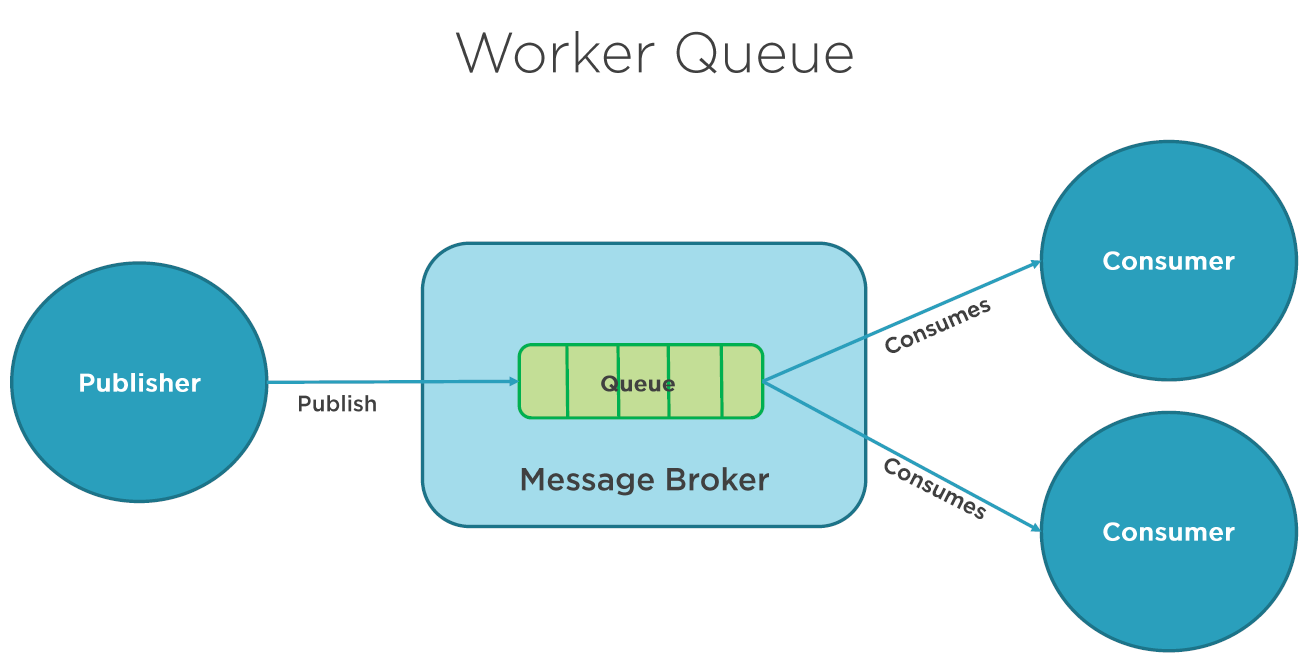 Worker Queue
Publisher
Publish
Queue
Message Broker
Consumes
Consumer
Consumes
Consumer